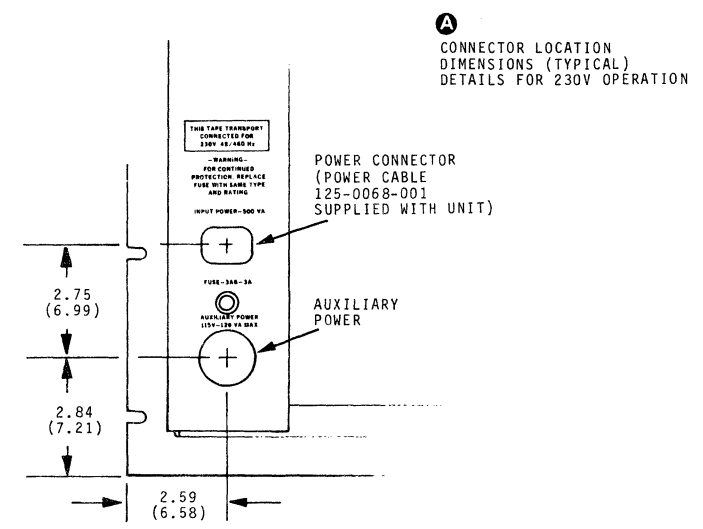 A
CONNECTOR LOCATION
DIMENSIONS (TYPICAL)
DETAILS FOR 230V OPERATION
THIS TAPE TRANSPORT
CONNECTED FOR
230V 48/460 Hz
-WARNING-
FOR CONTINUED
PROTECTION, REPLACE
FUSE WITH SAME TYPE
AND RATING
INPUT POWER-500 VA
POWER CONNECTOR
(POWER CABLE
125-0068-001
SUPPLIED WITH UNIT)
FUSE-3AG-3A
AUXILIARY POWER
115V-126 VA MAX
AUXILIARY
POWER
2.75
(6.99)
2.84
(7.21)
2.59
(6.58)